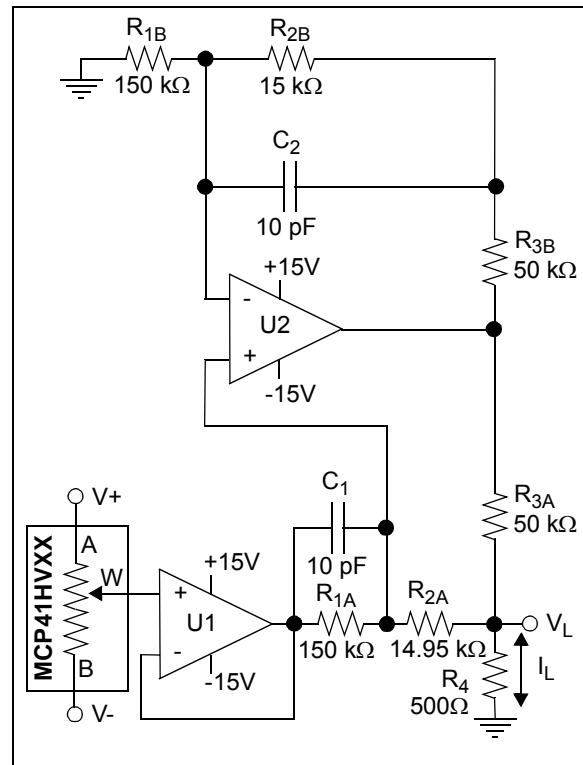 R1B
150 kΩ
R2B
15 kΩ
C2
10 pF
R3B
50 kΩ
+15V
-
U2
+
-15V
C1
10 pF
R3A
50 kΩ
V+
MCP41HVXX
A
W
B
V-
+15V
+
U1
-
-15V
R1A
150 kΩ
R2A
14.95 kΩ
VL
R4
500Ω
IL